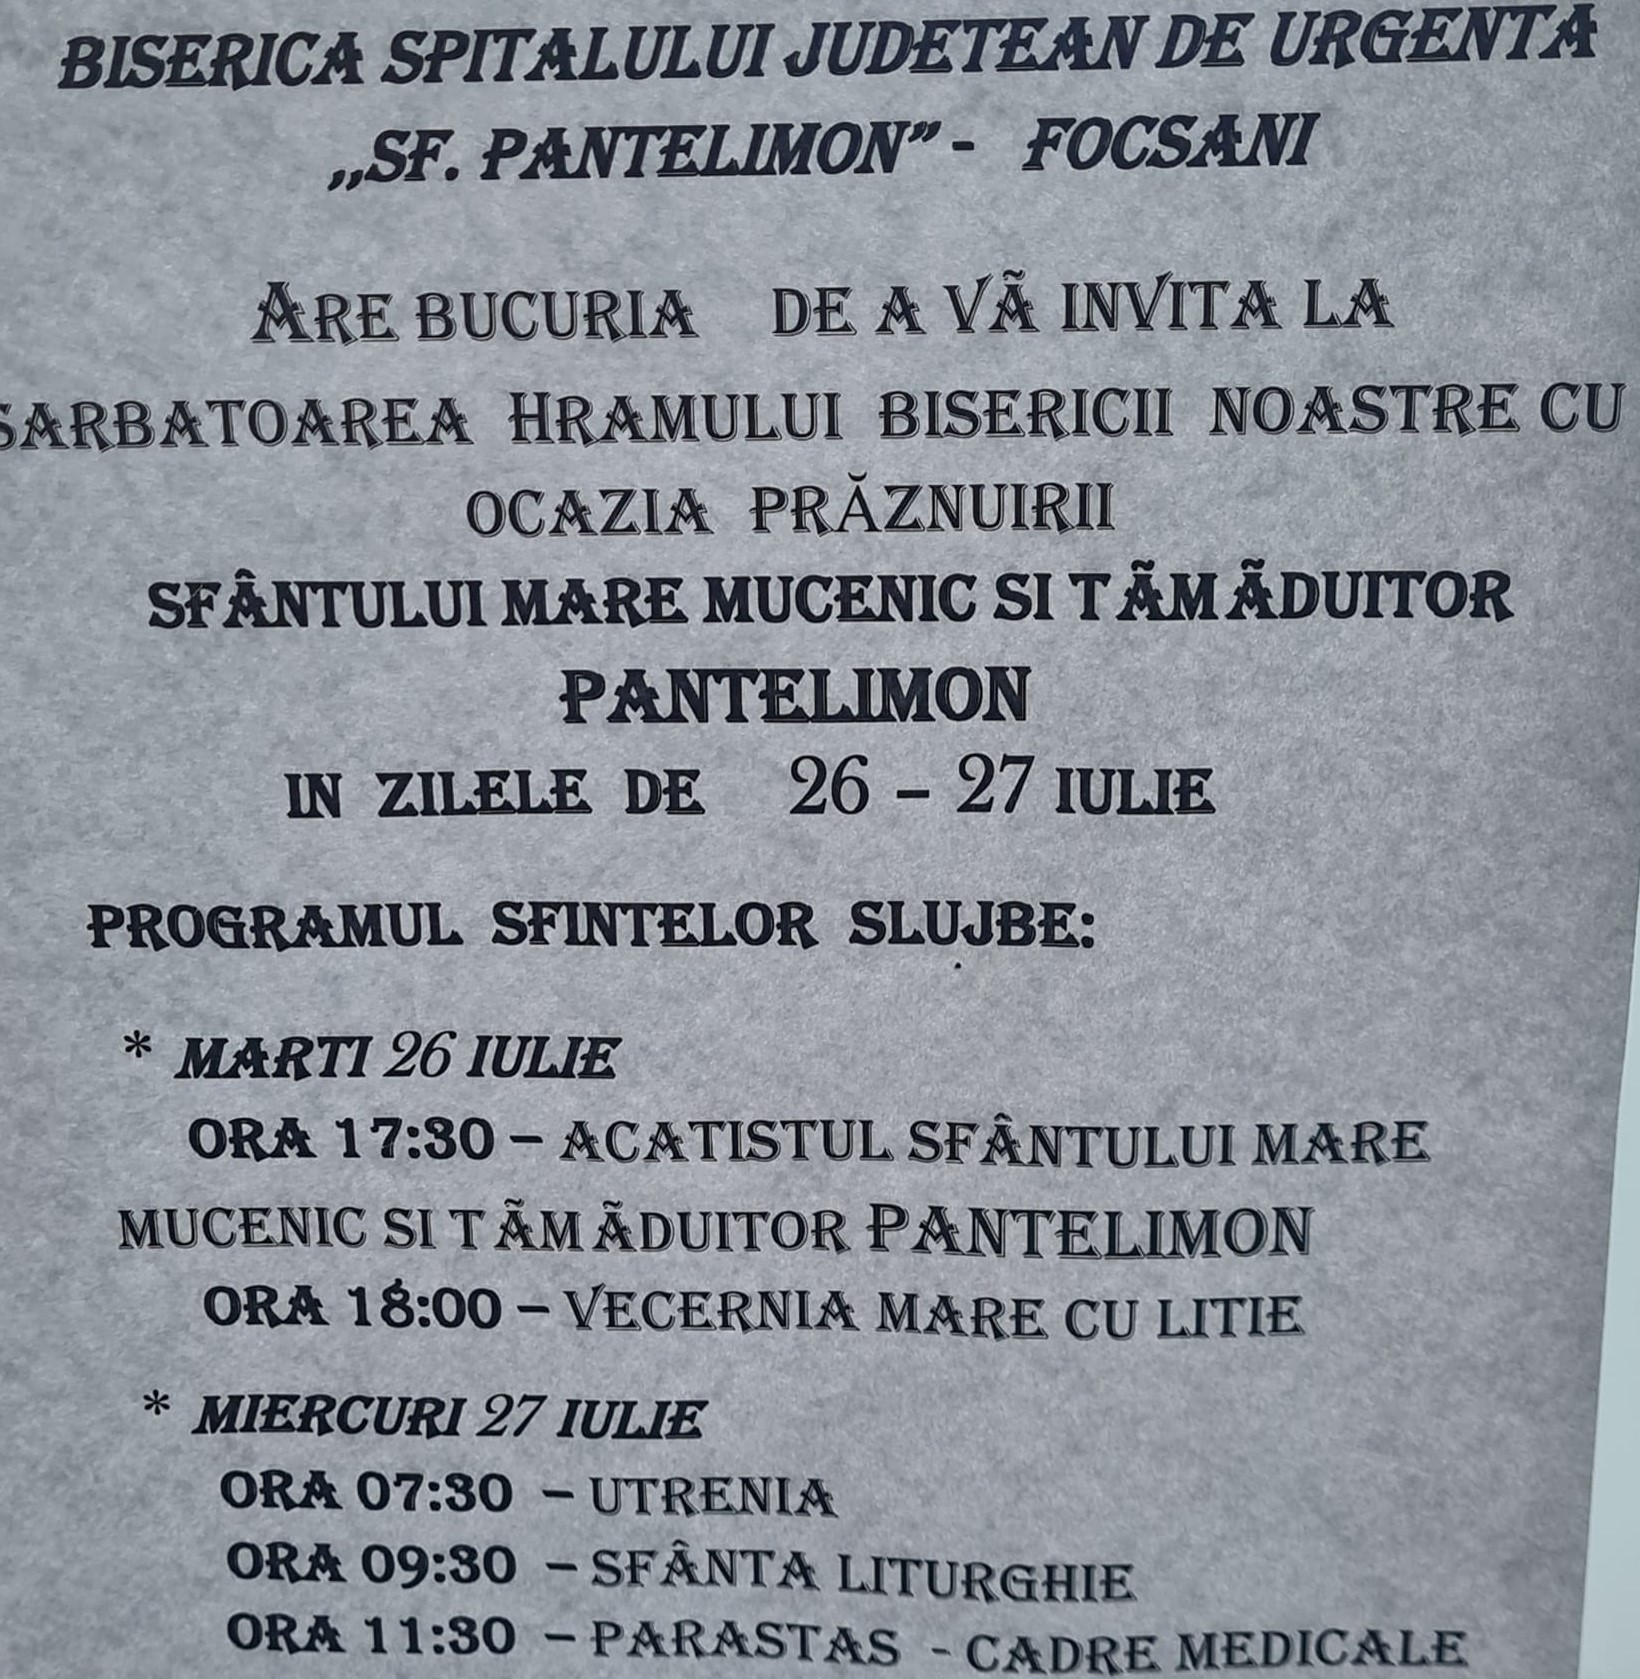 BISERICA SPITALULUI JUDETEAN DE URGENTA
„SF. PANTELIMON” - FOCSANI
ARE BUCURIA DE A VÃ INVITA LA
SARBATOAREA HRAMULUI BISERICII NOASTRE CU
OCAZIA PRĂZNUIRII
SFÂNTULUI MARE MUCENIC SI TÃMÃDUITOR
PANTELIMON
IN ZILELE DE 26 – 27 IULIE
PROGRAMUL SFINTELOR SLUJBE:
* MARTI 26 IULIE
ORA 17:30 – ACATISTUL SFÂNTULUI MARE
MUCENIC SI TÃMÃDUITOR PANTELIMON
ORA 18:00 – VECERNIA MARE CU LITIE
* MIERCURI 27 IULIE
ORA 07:30 – UTRENIA
ORA 09:30 – SFÂNTA LITURGHIE
ORA 11:30 – PARASTAS - CADRE MEDICALE